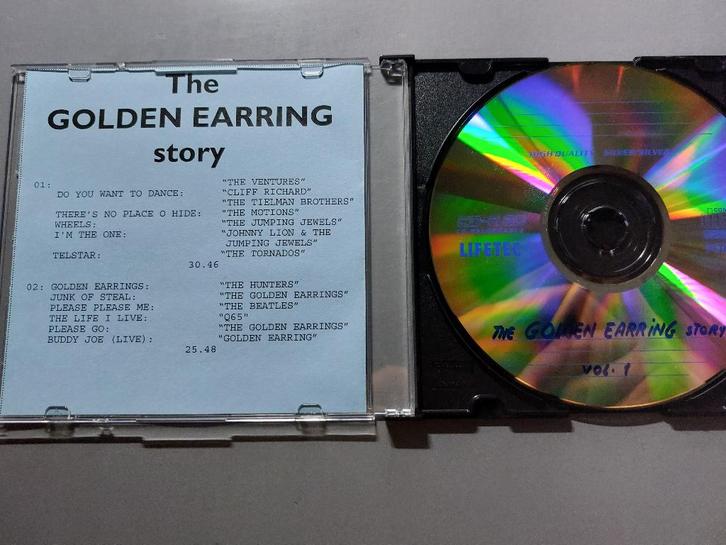 The
GOLDEN EARRING
story
01: "THE VENTURES"
DO YOU WANT TO DANCE: "CLIFF RICHARD"
"THE TIELMAN BROTHERS"
THERE'S NO PLACE O HIDE: "THE MOTIONS"
WHEELS: "THE JUMPING JEWELS"
I'M THE ONE: "JOHNNY LION & THE
JUMPING JEWELS"
TELSTAR: "THE TORNADOS"
30.46
02: GOLDEN EARRINGS: "THE HUNTERS"
JUNK OF STEAL: "THE GOLDEN EARRINGS"
PLEASE PLEASE ME: "THE BEATLES"
THE LIFE I LIVE: "Q65"
PLEASE GO: "THE GOLDEN EARRINGS"
BUDDY JOE (LIVE): "GOLDEN EARRING"
25.48
HIGH QUALITY SILVER/SILVER
LIFETEC
THE GOLDEN EARRING STORY
VOL. 1